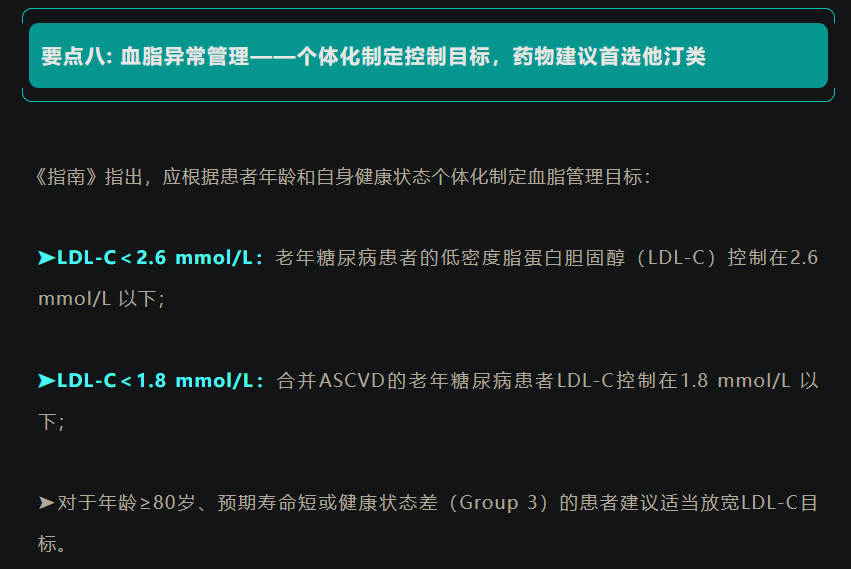 要点八: 血脂异常管理——个体化制定控制目标，药物建议首选他汀类
《指南》指出，应根据患者年龄和自身健康状态个体化制定血脂管理目标：
➤LDL-C＜2.6 mmol/L：老年糖尿病患者的低密度脂蛋白胆固醇（LDL-C）控制在2.6
mmol/L 以下；
➤LDL-C＜1.8 mmol/L：合并ASCVD的老年糖尿病患者LDL-C控制在1.8 mmol/L 以
下；
➤对于年龄≥80岁、预期寿命短或健康状态差（Group 3）的患者建议适当放宽LDL-C目
标。